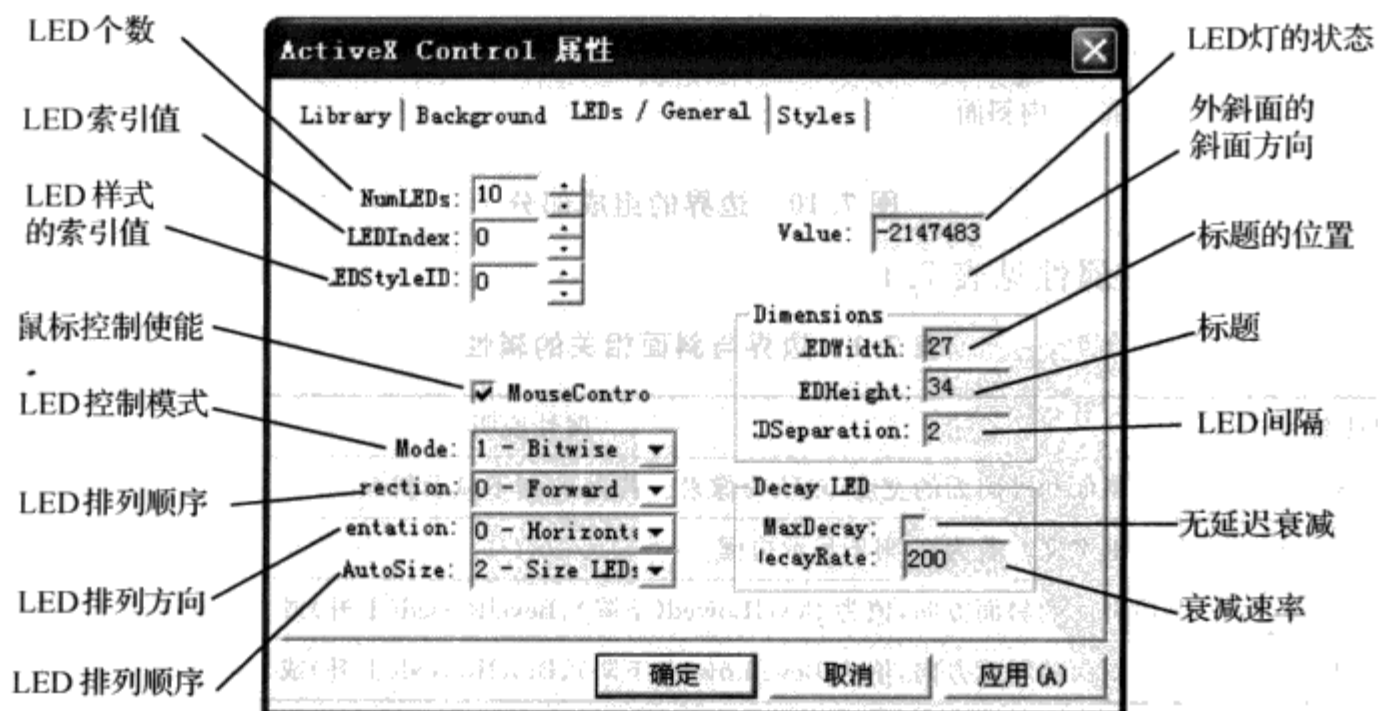 LED个数
LED索引值
LED 样式
的索引值
鼠标控制使能
LED控制模式
LED排列顺序
LED排列方向
LED 排列顺序
ActiveX Control 属性
Library
Background
LEDs / General
Styles
NumLEDs: 10
LEDIndex: 0
EDStyleID: 0
Value: -2147483
MouseContro
Mode: 1 - Bitwise
rection: 0 - Forward
entation: 0 - Horizonta
AutoSize: 2 - Size LEDs
Dimensions
EDWidth: 27
EDHeight: 34
DSeparation: 2
Decay LED
MaxDecay:
ecayRate: 200
确定
取消
应用(A)
LED灯的状态
外斜面的
斜面方向
标题的位置
标题
LED间隔
无延迟衰减
衰减速率